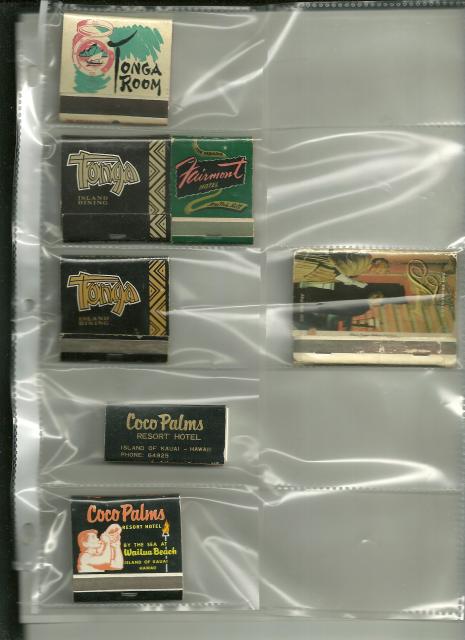 TONGA
ROOM
Tonga
ISLAND
DINING
Fairmont
HOTEL
Tonga
ISLAND
DINING
Coco Palms
RESORT HOTEL
ISLAND OF KAUAI - HAWAII
PHONE: 64925
Coco Palms
RESORT HOTEL
BY THE SEA AT
Wailua Beach
ISLAND OF KAUAI
HAWAII